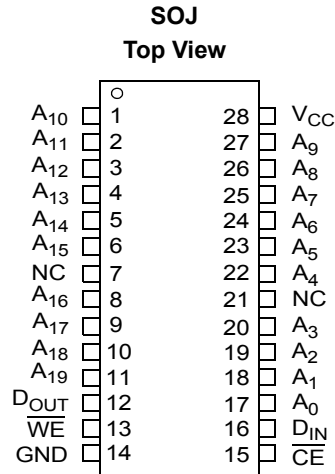 SOJ
Top View
A10 1 28 VCC
A11 2 27 A9
A12 3 26 A8
A13 4 25 A7
A14 5 24 A6
A15 6 23 A5
NC 7 22 A4
A16 8 21 NC
A17 9 20 A3
A18 10 19 A2
A19 11 18 A1
DOUT 12 17 A0
W̅E̅ 13 16 DIN
GND 14 15 C̅E̅